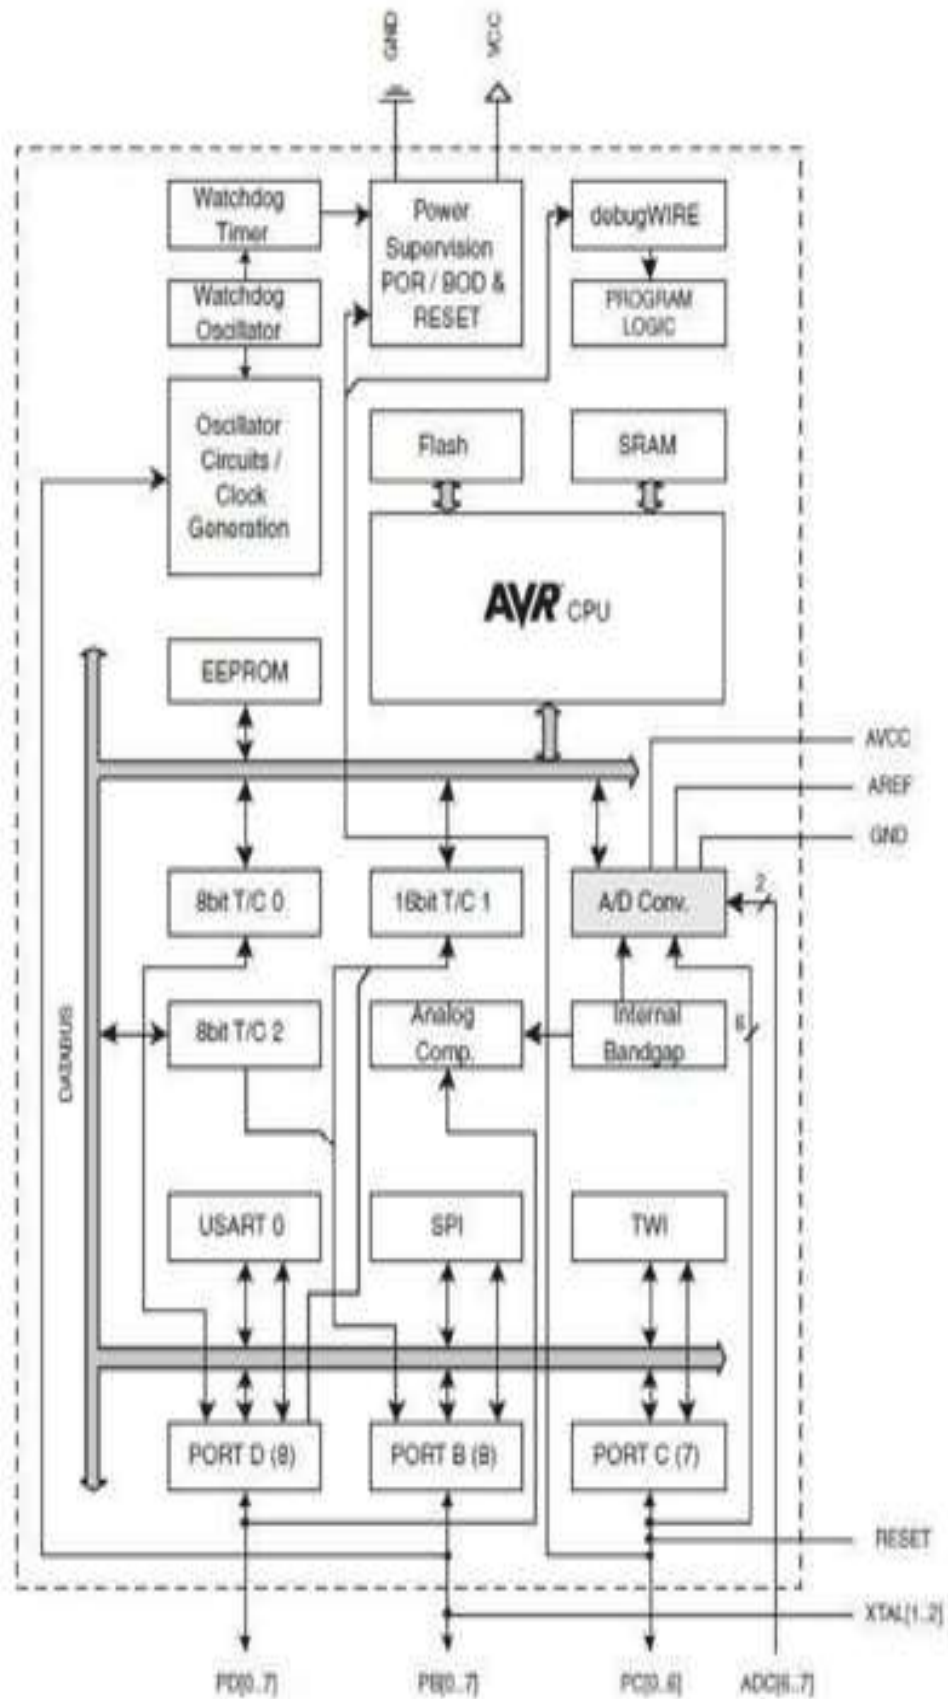 GND
VCC
Watchdog
Timer
Power
Supervision
POR / BOD &
RESET
debugWIRE
Watchdog
Oscillator
PROGRAM
LOGIC
Oscillator
Circuits /
Clock
Generation
Flash
SRAM
AVR CPU
EEPROM
AVCC
AREF
GND
8bit T/C 0
16bit T/C 1
A/D Conv.
2
DATABUS
8bit T/C 2
Analog
Comp.
Internal
Bandgap
6
USART 0
SPI
TWI
PORT D (8)
PORT B (8)
PORT C (7)
RESET
XTAL[1..2]
PD[0..7]
PB[0..7]
PC[0..6]
ADC[6..7]